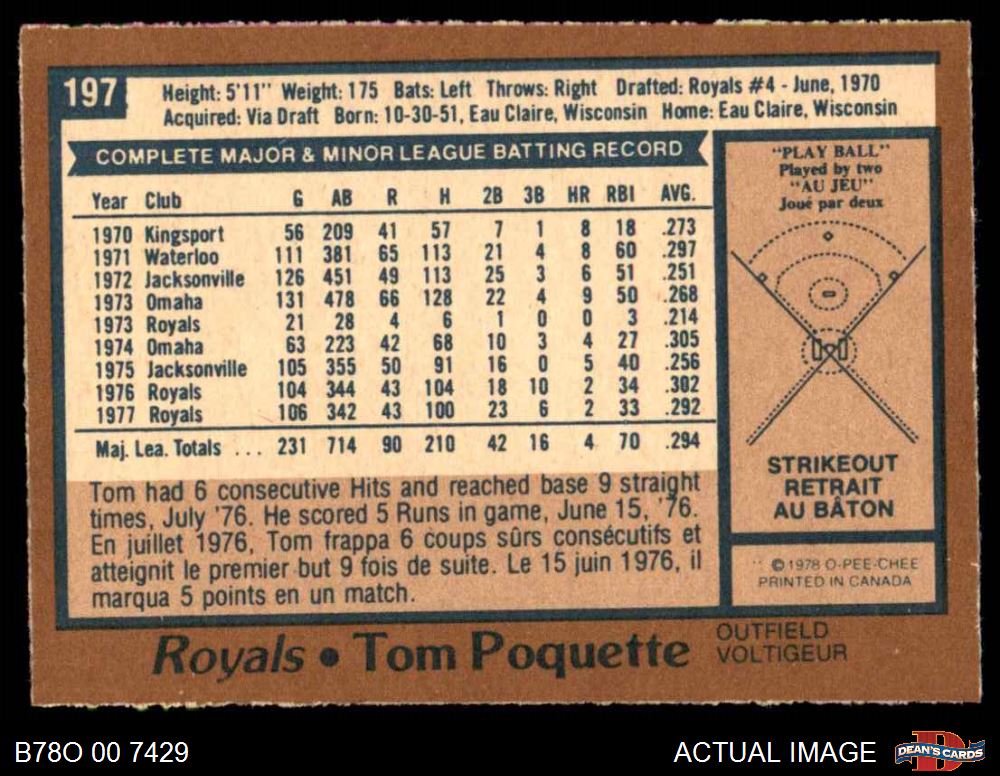 197
Height: 5'11" Weight: 175 Bats: Left Throws: Right Drafted: Royals #4 - June, 1970
Acquired: Via Draft Born: 10-30-51, Eau Claire, Wisconsin Home: Eau Claire, Wisconsin
COMPLETE MAJOR & MINOR LEAGUE BATTING RECORD
Year Club G AB R H 2B 3B HR RBI AVG.
1970 Kingsport 56 209 41 57 7 1 8 18 .273
1971 Waterloo 111 381 65 113 21 4 8 60 .297
1972 Jacksonville 126 451 49 113 25 3 6 51 .251
1973 Omaha 131 478 66 128 22 4 9 50 .268
1973 Royals 21 28 4 6 1 0 0 3 .214
1974 Omaha 63 223 42 68 10 3 4 27 .305
1975 Jacksonville 105 355 50 91 16 0 5 40 .256
1976 Royals 104 344 43 104 18 10 2 34 .302
1977 Royals 106 342 43 100 23 6 2 33 .292
Maj. Lea. Totals ... 231 714 90 210 42 16 4 70 .294
Tom had 6 consecutive Hits and reached base 9 straight
times, July '76. He scored 5 Runs in game, June 15, '76.
En juillet 1976, Tom frappa 6 coups sûrs consécutifs et
atteignit le premier but 9 fois de suite. Le 15 juin 1976, il
marqua 5 points en un match.
"PLAY BALL"
Played by two
"AU JEU"
Joué par deux
STRIKEOUT
RETRAIT
AU BÂTON
© 1978 O-PEE-CHEE
PRINTED IN CANADA
Royals • Tom Poquette
OUTFIELD
VOLTIGEUR
B78O 00 7429
ACTUAL IMAGE
DEAN'S CARDS